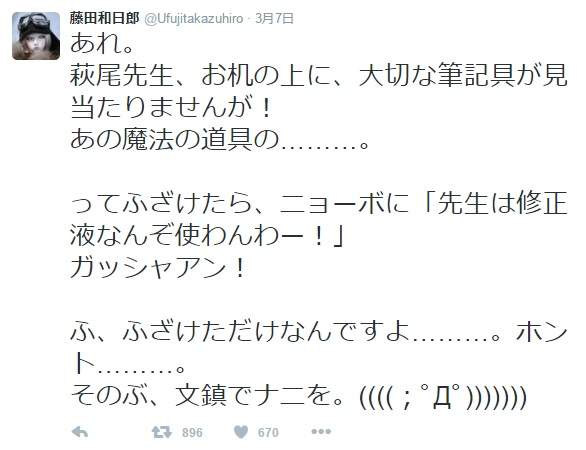 藤田和日郎 @Ufujitakazuhiro · 3月7日
あれ。
萩尾先生、お机の上に、大切な筆記具が見
当たりませんが！
あの魔法の道具の………。
ってふざけたら、ニョーボに「先生は修正
液なんぞ使わんわー！」
ガッシャアン！
ふ、ふざけただけなんですよ………。ホン
ト………。
そのぶ、文鎮でナニを。((((；ﾟДﾟ)))))))
896 670